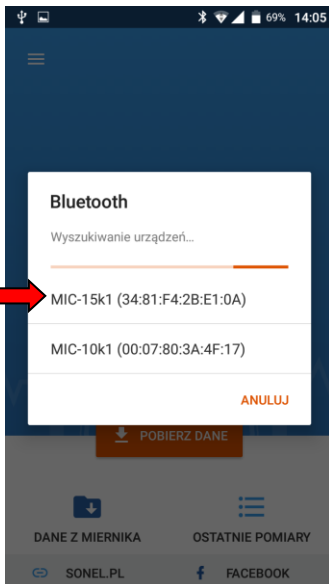 69% 14:05
Bluetooth
Wyszukiwanie urządzeń...
MIC-15k1 (34:81:F4:2B:E1:0A)
MIC-10k1 (00:07:80:3A:4F:17)
ANULUJ
POBIERZ DANE
DANE Z MIERNIKA OSTATNIE POMIARY
SONEL.PL FACEBOOK